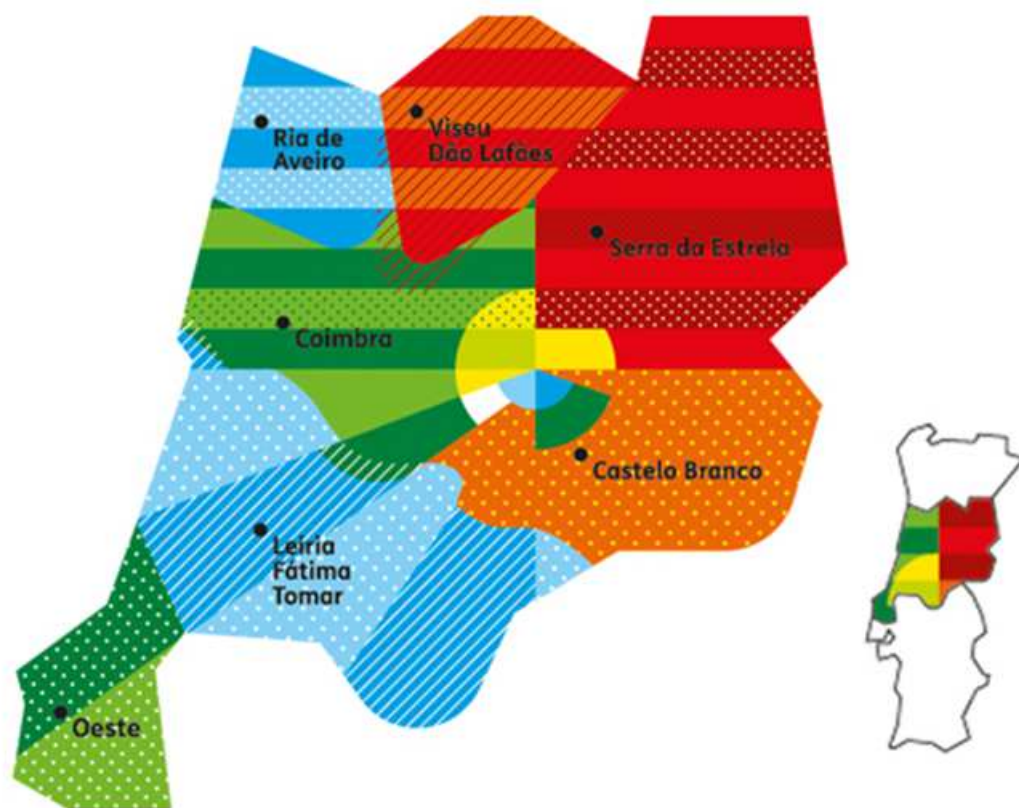 Ria de
Aveiro
Viseu
Dão Lafões
Serra da Estrela
Coimbra
Castelo Branco
Leiria
Fátima
Tomar
Oeste